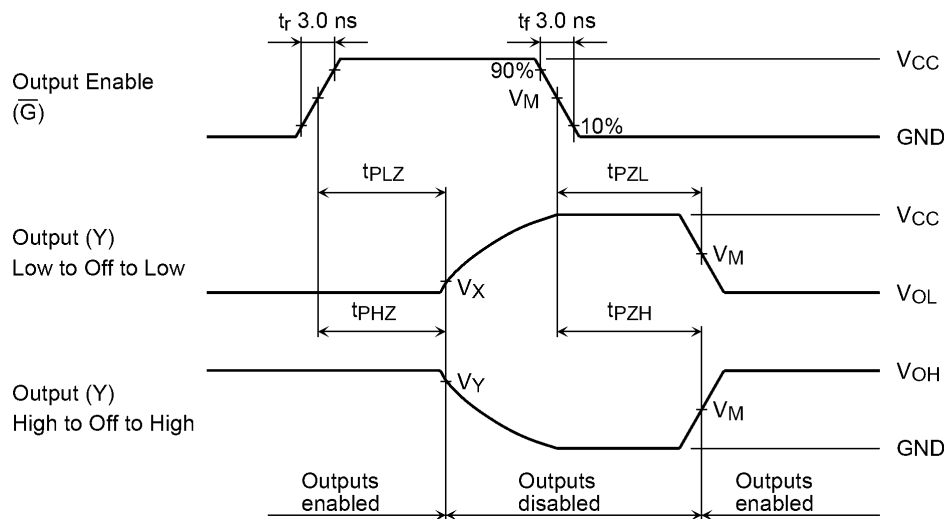 tr 3.0 ns
tf 3.0 ns
Output Enable
(G̅)
90%
VM
10%
VCC
GND
tPLZ
tPZL
Output (Y)
Low to Off to Low
VX
VM
VCC
VOL
tPHZ
tPZH
Output (Y)
High to Off to High
VY
VM
VOH
GND
Outputs
enabled
Outputs
disabled
Outputs
enabled